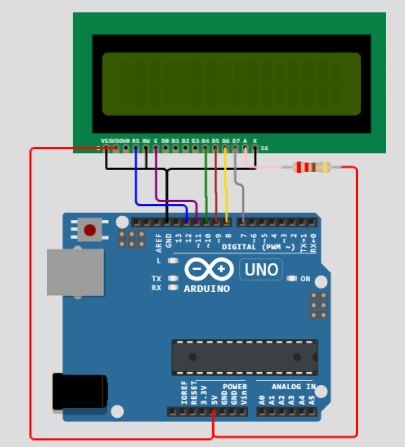 VSS VDD V0 RS RW E D0 D1 D2 D3 D4 D5 D6 D7 A K
16
AREF
GND
13
12
~11
~10
~9
8
7
~6
~5
4
~3
2
TX→1
RX←0
DIGITAL (PWM ~)
L
TX
RX
ARDUINO
UNO
ON
IOREF
RESET
3.3V
5V
GND
GND
Vin
POWER
ANALOG IN
A0
A1
A2
A3
A4
A5